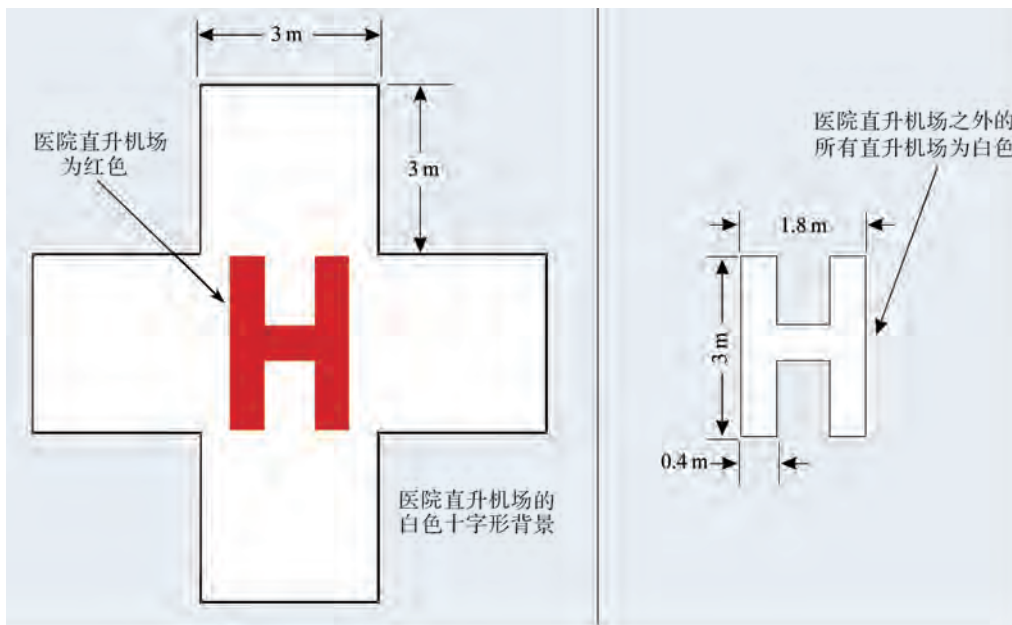 3 m
医院直升机场
为红色
3 m
H
医院直升机场的
白色十字形背景
医院直升机场之外的
所有直升机场为白色
1.8 m
3 m
H
0.4 m